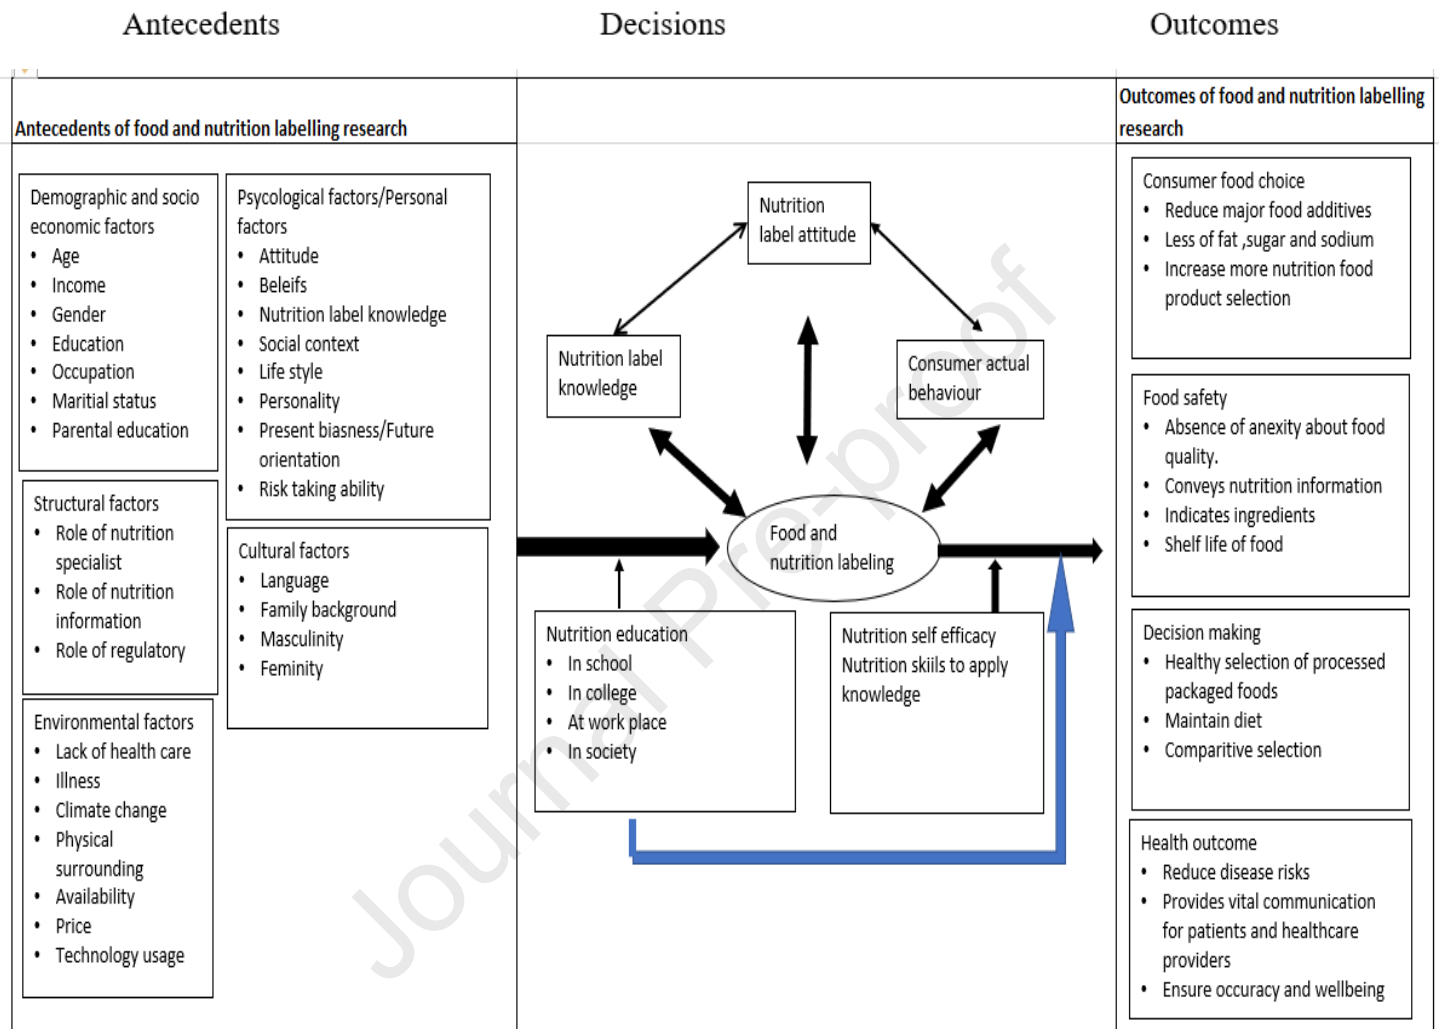 Antecedents
Decisions
Outcomes
Antecedents of food and nutrition labelling research
Outcomes of food and nutrition labelling
research
Demographic and socio
economic factors
• Age
• Income
• Gender
• Education
• Occupation
• Maritial status
• Parental education
Structural factors
• Role of nutrition
specialist
• Role of nutrition
information
• Role of regulatory
Environmental factors
• Lack of health care
• Illness
• Climate change
• Physical
surrounding
• Availability
• Price
• Technology usage
Psycological factors/Personal
factors
• Attitude
• Beleifs
• Nutrition label knowledge
• Social context
• Life style
• Personality
• Present biasness/Future
orientation
• Risk taking ability
Cultural factors
• Language
• Family background
• Masculinity
• Feminity
Nutrition
label attitude
Nutrition label
knowledge
Consumer actual
behaviour
Food and
nutrition labeling
Nutrition education
• In school
• In college
• At work place
• In society
Nutrition self efficacy
Nutrition skiils to apply
knowledge
Consumer food choice
• Reduce major food additives
• Less of fat ,sugar and sodium
• Increase more nutrition food
product selection
Food safety
• Absence of anexity about food
quality.
• Conveys nutrition information
• Indicates ingredients
• Shelf life of food
Decision making
• Healthy selection of processed
packaged foods
• Maintain diet
• Comparitive selection
Health outcome
• Reduce disease risks
• Provides vital communication
for patients and healthcare
providers
• Ensure occuracy and wellbeing
Journal Pre-proof